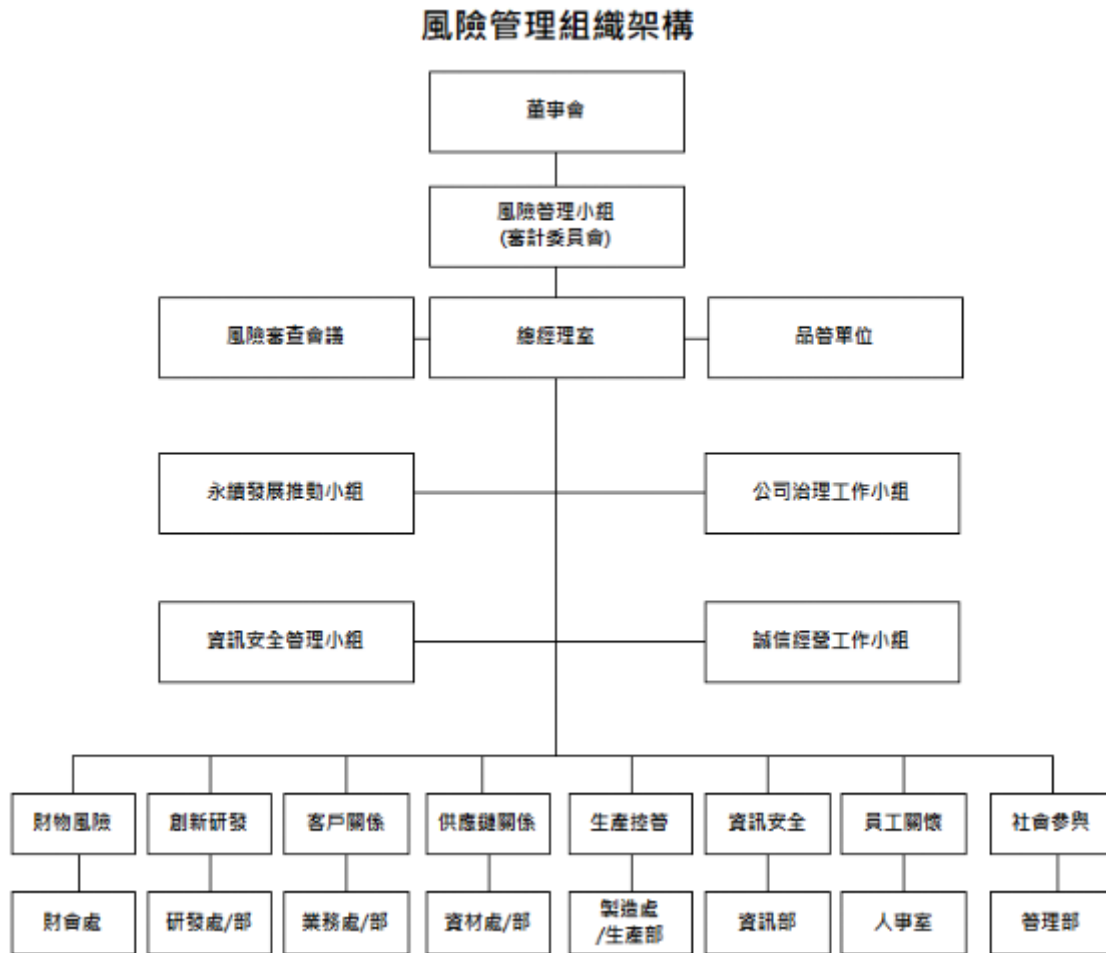 風險管理組織架構
董事會
風險管理小組
(審計委員會)
風險審查會議
總經理室
品管單位
永續發展推動小組
公司治理工作小組
資訊安全管理小組
誠信經營工作小組
財物風險
創新研發
客戶關係
供應鏈關係
生產控管
資訊安全
員工關懷
社會參與
財會處
研發處/部
業務處/部
資材處/部
製造處
/生產部
資訊部
人事室
管理部